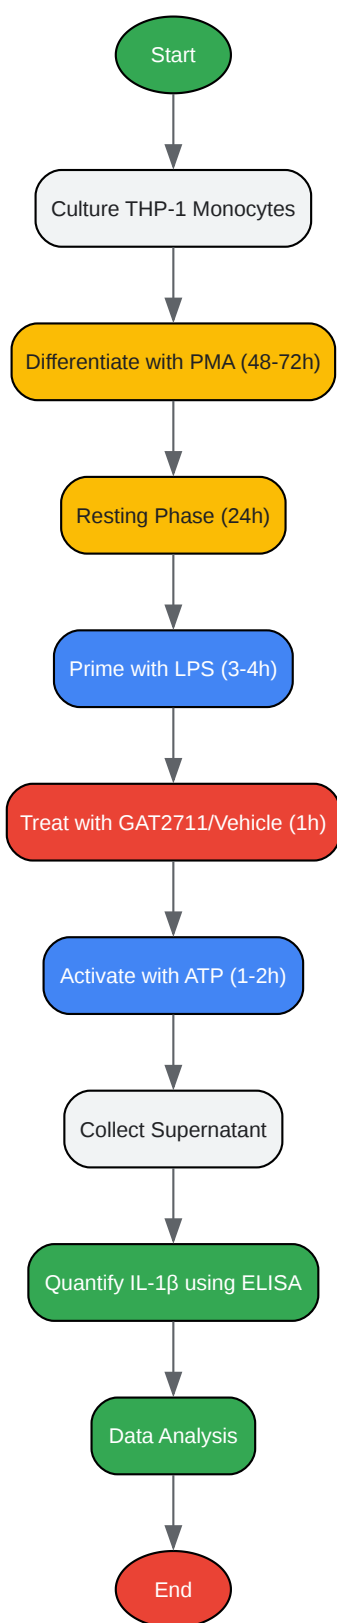 Start
Culture THP-1 Monocytes
Differentiate with PMA (48-72h)
Resting Phase (24h)
Prime with LPS (3-4h)
Treat with GAT2711/Vehicle (1h)
Activate with ATP (1-2h)
Collect Supernatant
Quantify IL-1β using ELISA
Data Analysis
End